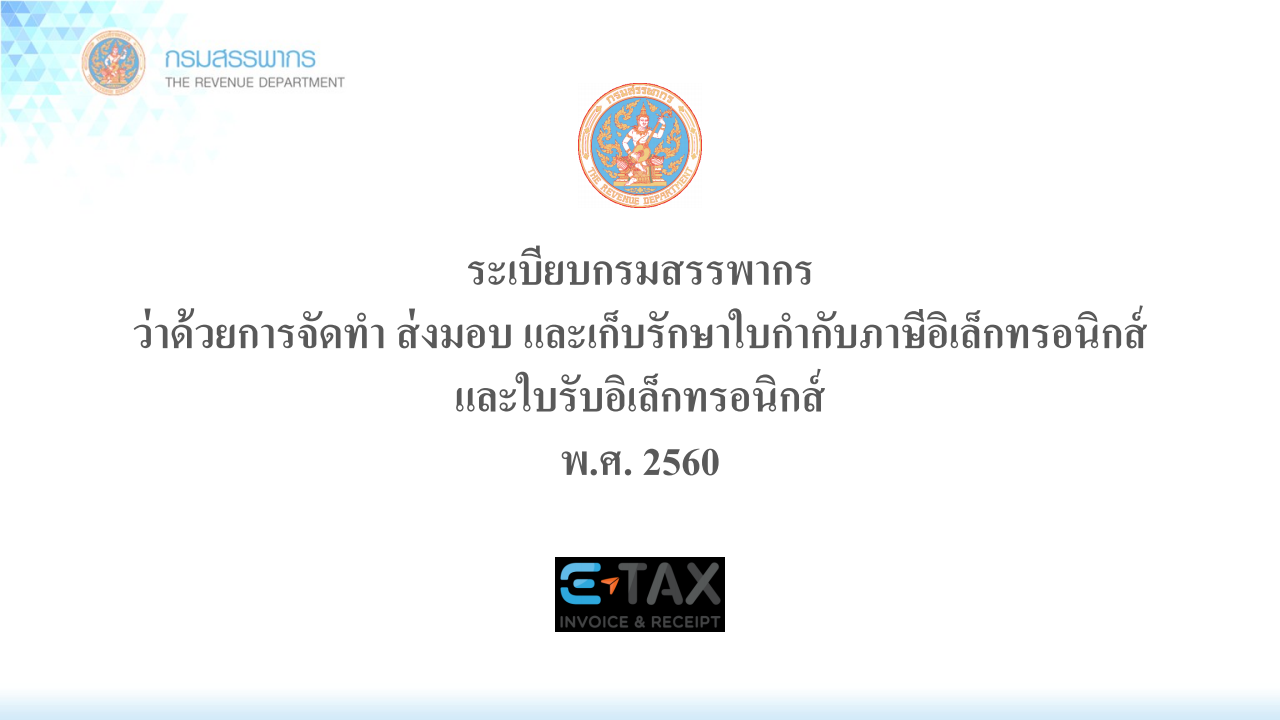 กรมสรรพากร
THE REVENUE DEPARTMENT
กรมสรรพากร
THE REVENUE DEPARTMENT
ระเบียบกรมสรรพากร
ว่าด้วยการจัดทำ ส่งมอบ และเก็บรักษาใบกำกับภาษีอิเล็กทรอนิกส์
และใบรับอิเล็กทรอนิกส์
พ.ศ. 2560
E-TAX
INVOICE & RECEIPT